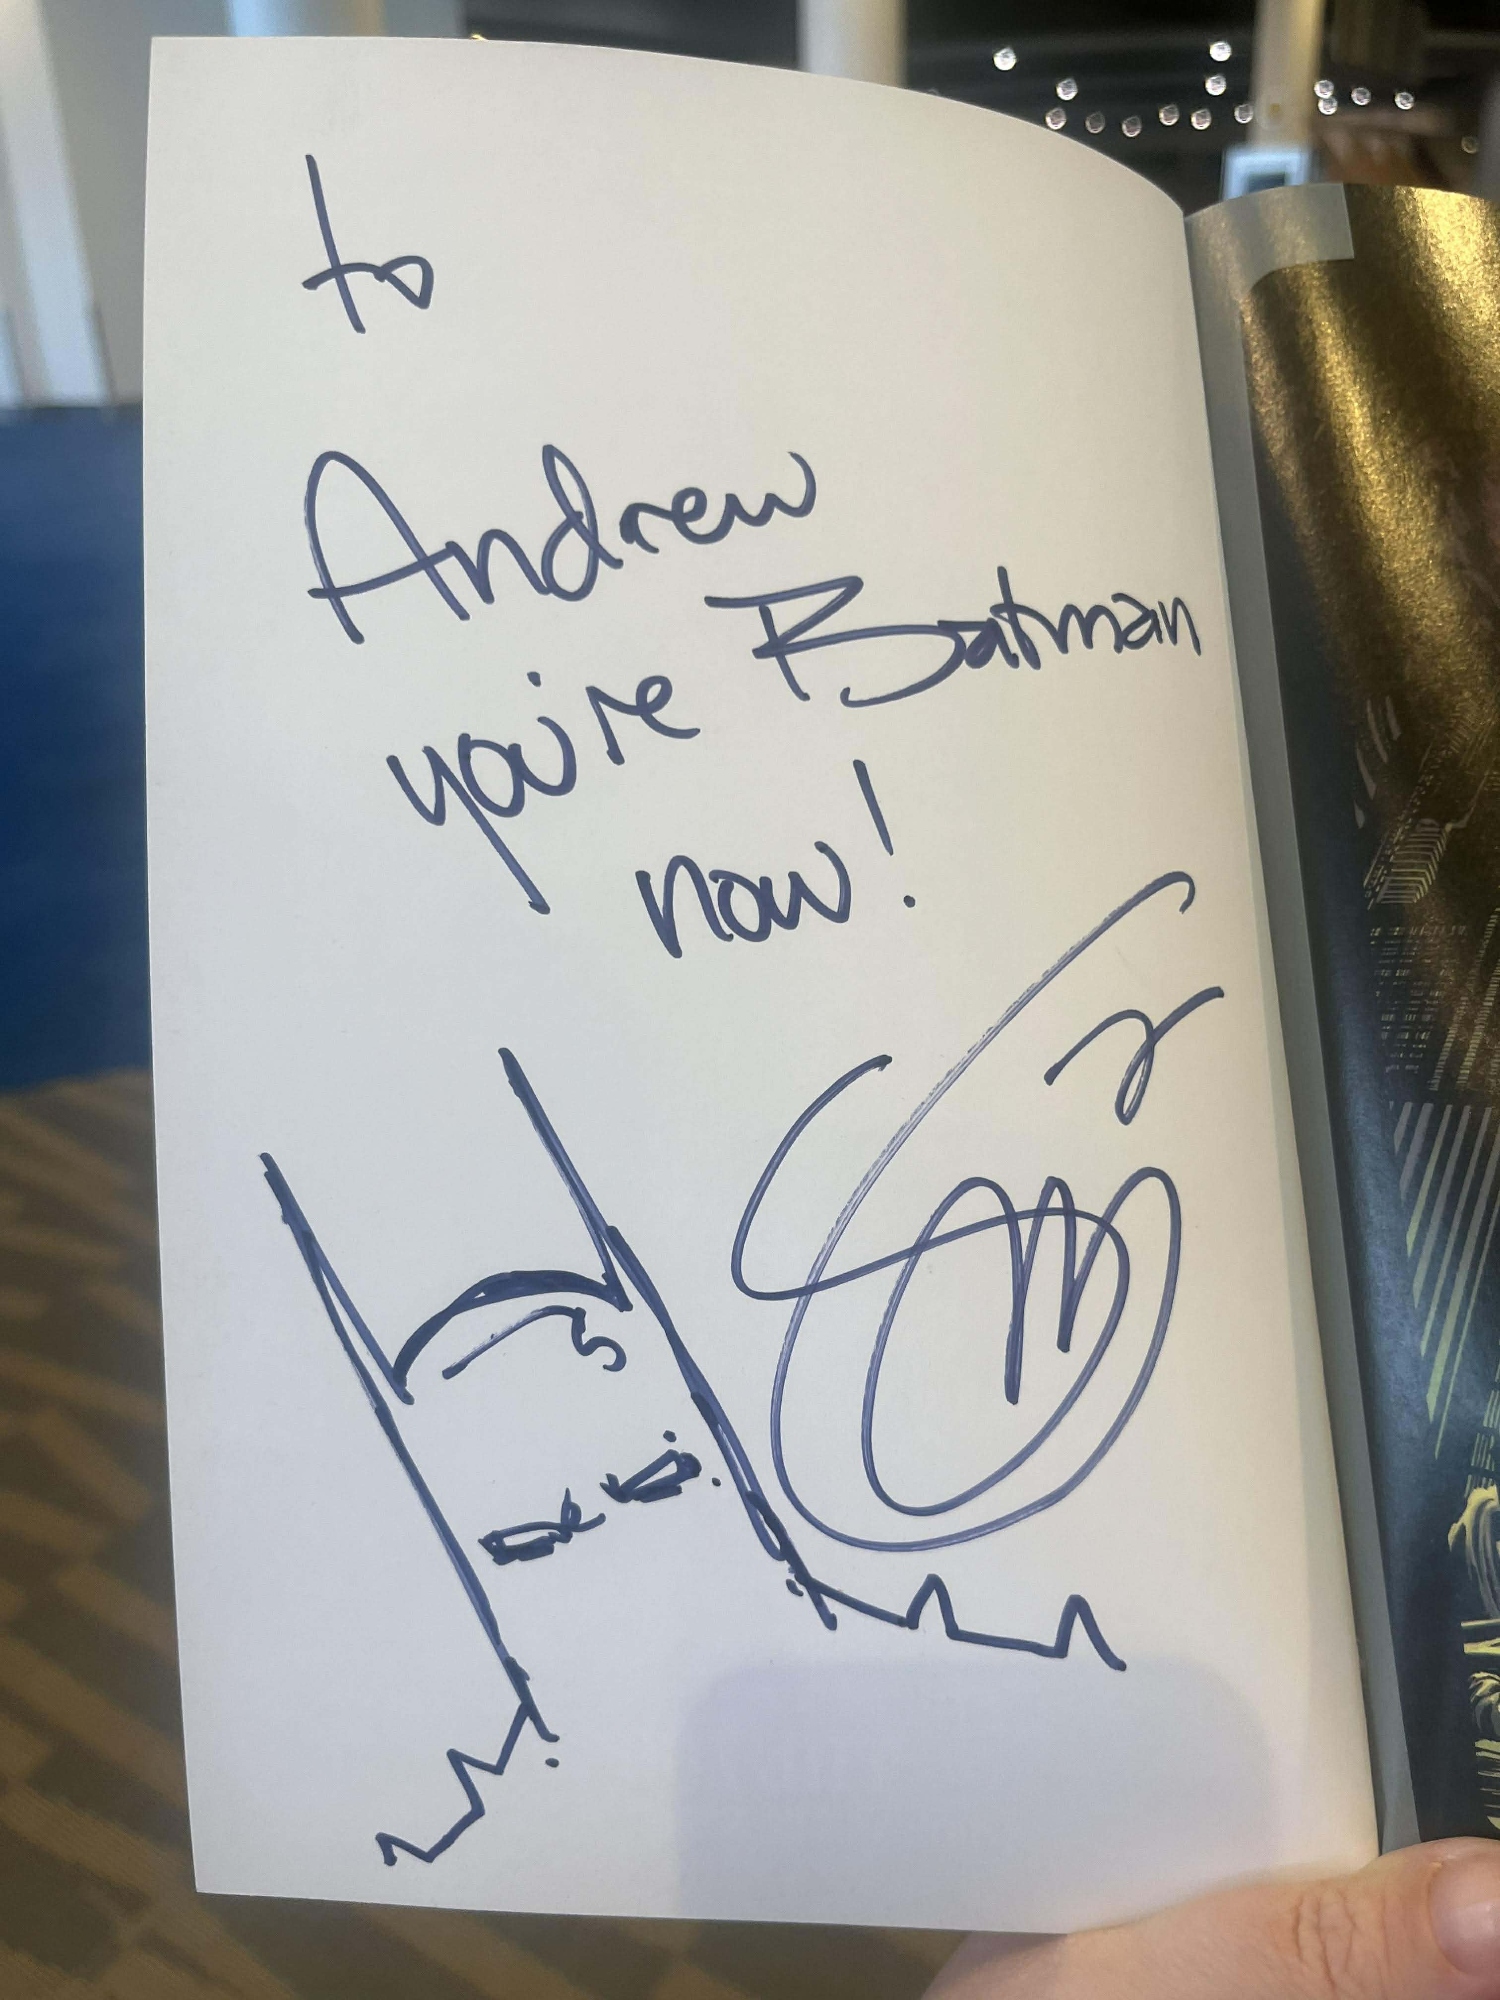 to
Andrew
you're Batman
now!